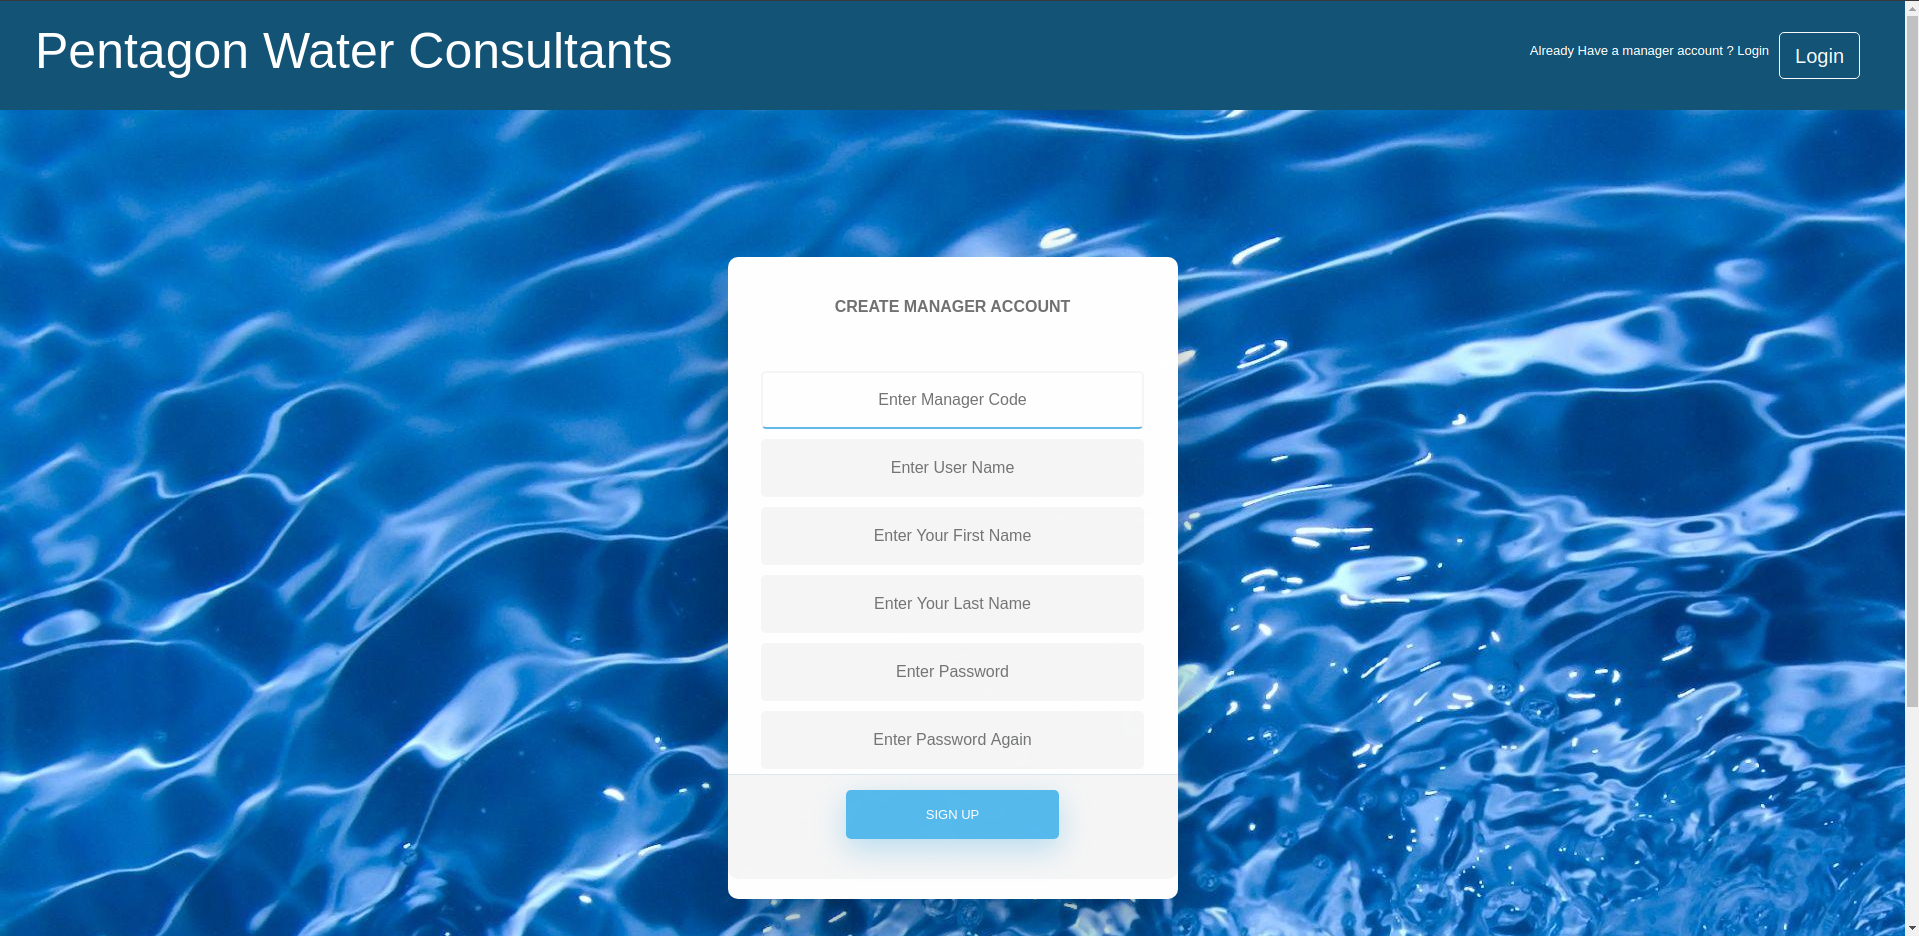 Pentagon Water Consultants
Already Have a manager account ? Login
Login
CREATE MANAGER ACCOUNT
Enter Manager Code
Enter User Name
Enter Your First Name
Enter Your Last Name
Enter Password
Enter Password Again
SIGN UP